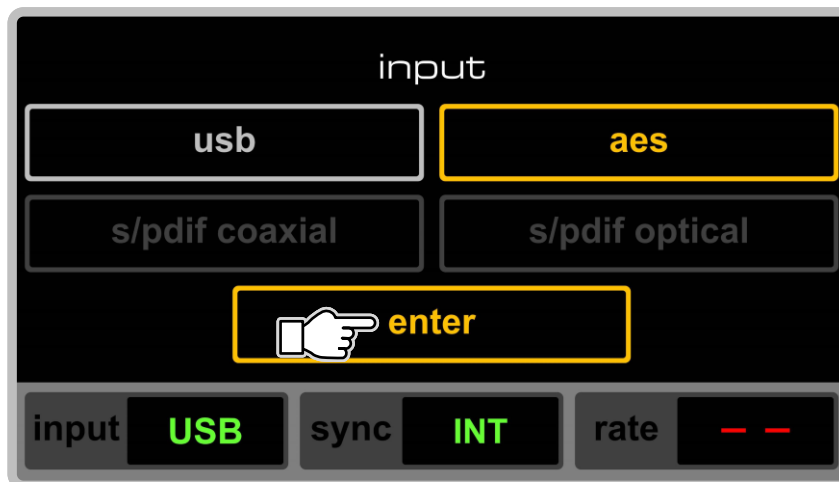 input
usb aes
s/pdif coaxial s/pdif optical
enter
input USB sync INT rate – –